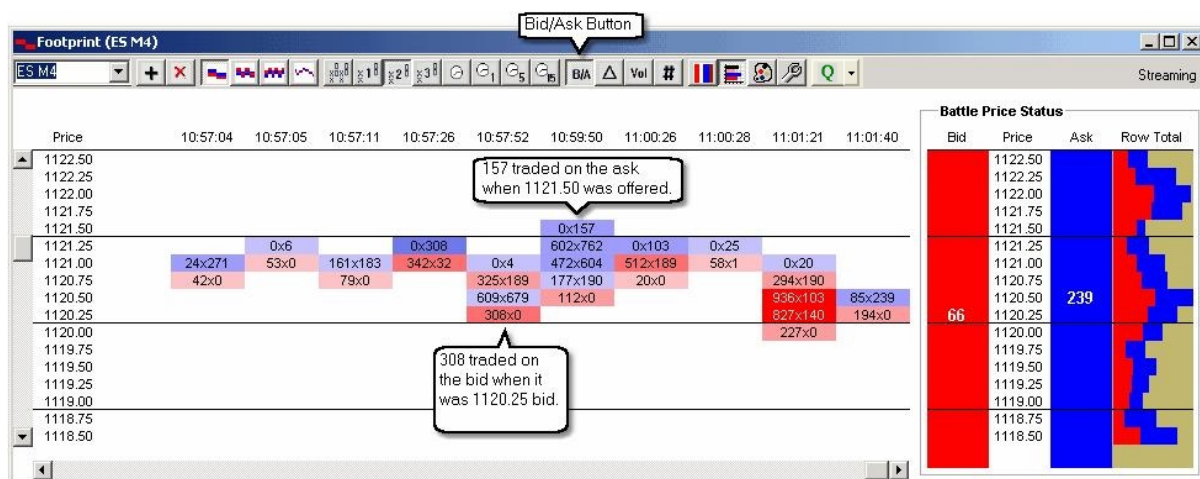 Bid/Ask Button
Footprint (ES M4)
ES M4 B/A Δ Vol # Q Streaming
Battle Price Status
Price 10:57:04 10:57:05 10:57:11 10:57:26 10:57:52 10:59:50 11:00:26 11:00:28 11:01:21 11:01:40 Bid Price Ask Row Total
1122.50 1122.50
1122.25 157 traded on the ask 1122.25
1122.00 when 1121.50 was offered. 1122.00
1121.75 1121.75
1121.50 0x157 1121.50
1121.25 0x6 0x308 602x762 0x103 0x25 1121.25
1121.00 24x271 53x0 161x183 342x32 0x4 472x604 512x189 58x1 0x20 1121.00
1120.75 42x0 79x0 325x189 177x190 20x0 294x190 1120.75
1120.50 609x679 112x0 936x103 85x239 1120.50 239
1120.25 308x0 827x140 194x0 66 1120.25
1120.00 227x0 1120.00
1119.75 308 traded on 1119.75
1119.50 the bid when it 1119.50
1119.25 was 1120.25 bid. 1119.25
1119.00 1119.00
1118.75 1118.75
1118.50 1118.50